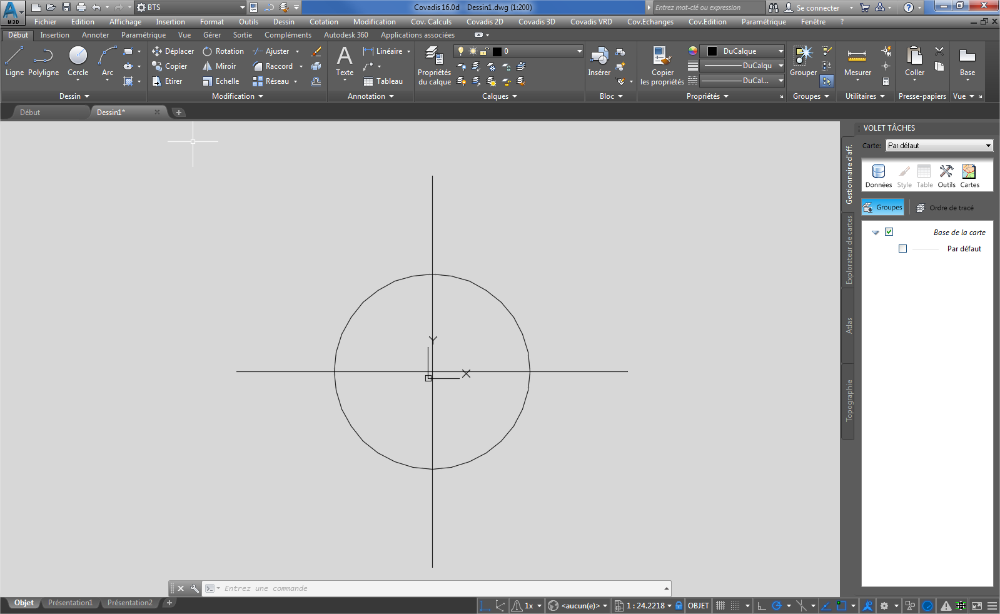 M3D
BTS
Covadis 16.0d Dessin1.dwg (1:200)
Entrez mot-clé ou expression
Se connecter
Fichier Edition Affichage Insertion Format Outils Dessin Cotation Modification Cov. Calculs Covadis 2D Covadis 3D Covadis VRD Cov.Echanges Cov.Edition Paramétrique Fenêtre ?
Début Insertion Annoter Paramétrique Vue Gérer Sortie Compléments Autodesk 360 Applications associées
Ligne Polyligne Cercle Arc
Déplacer Rotation Ajuster
Copier Miroir Raccord
Etirer Echelle Réseau
A
Texte
Linéaire
Tableau
Propriétés
du calque
0
Insérer
Copier
les propriétés
DuCalque
DuCalqu
DuCal...
Grouper
Mesurer
Coller
Base
Dessin Modification Annotation Calques Bloc Propriétés Groupes Utilitaires Presse-papiers Vue
Début Dessin1*
VOLET TÂCHES
Carte: Par défaut
Données Style Table Outils Cartes
Groupes Ordre de tracé
Base de la carte
Par défaut
Gestionnaire d'aff.
Explorateur de cartes
Atlas
Topographie
Y
X
Entrez une commande
Objet Présentation1 Présentation2 +
1x <aucun(e)> 1 : 24.2218 OBJET